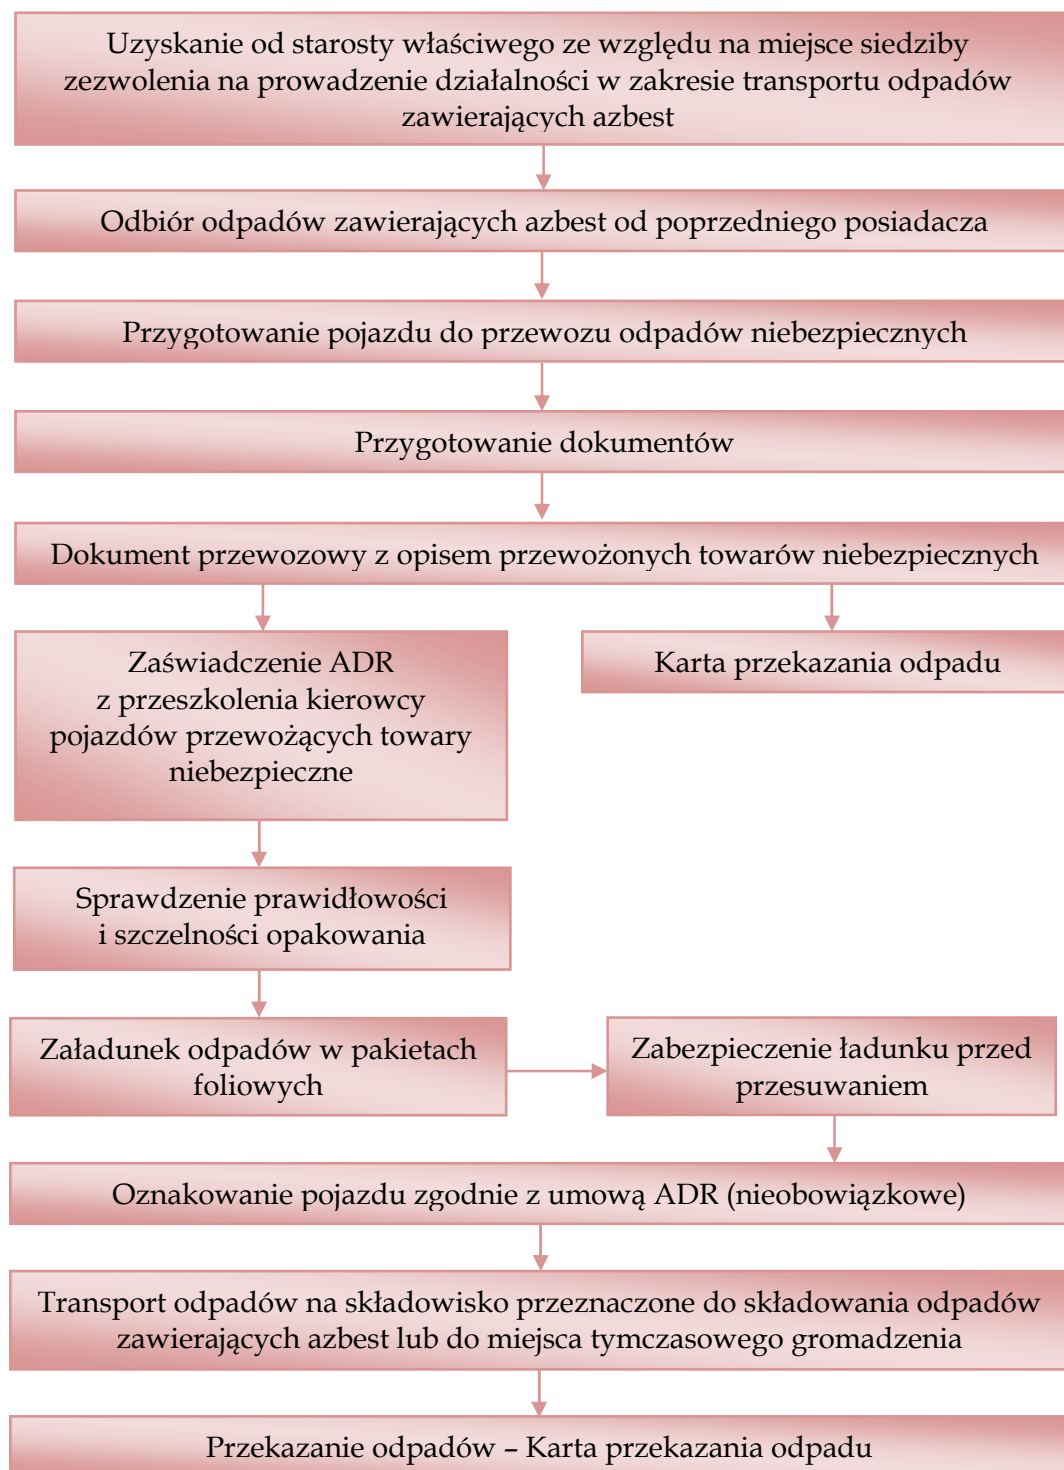 Uzyskanie od starosty właściwego ze względu na miejsce siedziby
zezwolenia na prowadzenie działalności w zakresie transportu odpadów
zawierających azbest
Odbiór odpadów zawierających azbest od poprzedniego posiadacza
Przygotowanie pojazdu do przewozu odpadów niebezpiecznych
Przygotowanie dokumentów
Dokument przewozowy z opisem przewożonych towarów niebezpiecznych
Zaświadczenie ADR
z przeszkolenia kierowcy
pojazdów przewożących towary
niebezpieczne
Karta przekazania odpadu
Sprawdzenie prawidłowości
i szczelności opakowania
Załadunek odpadów w pakietach
foliowych
Zabezpieczenie ładunku przed
przesuwaniem
Oznakowanie pojazdu zgodnie z umową ADR (nieobowiązkowe)
Transport odpadów na składowisko przeznaczone do składowania odpadów
zawierających azbest lub do miejsca tymczasowego gromadzenia
Przekazanie odpadów – Karta przekazania odpadu